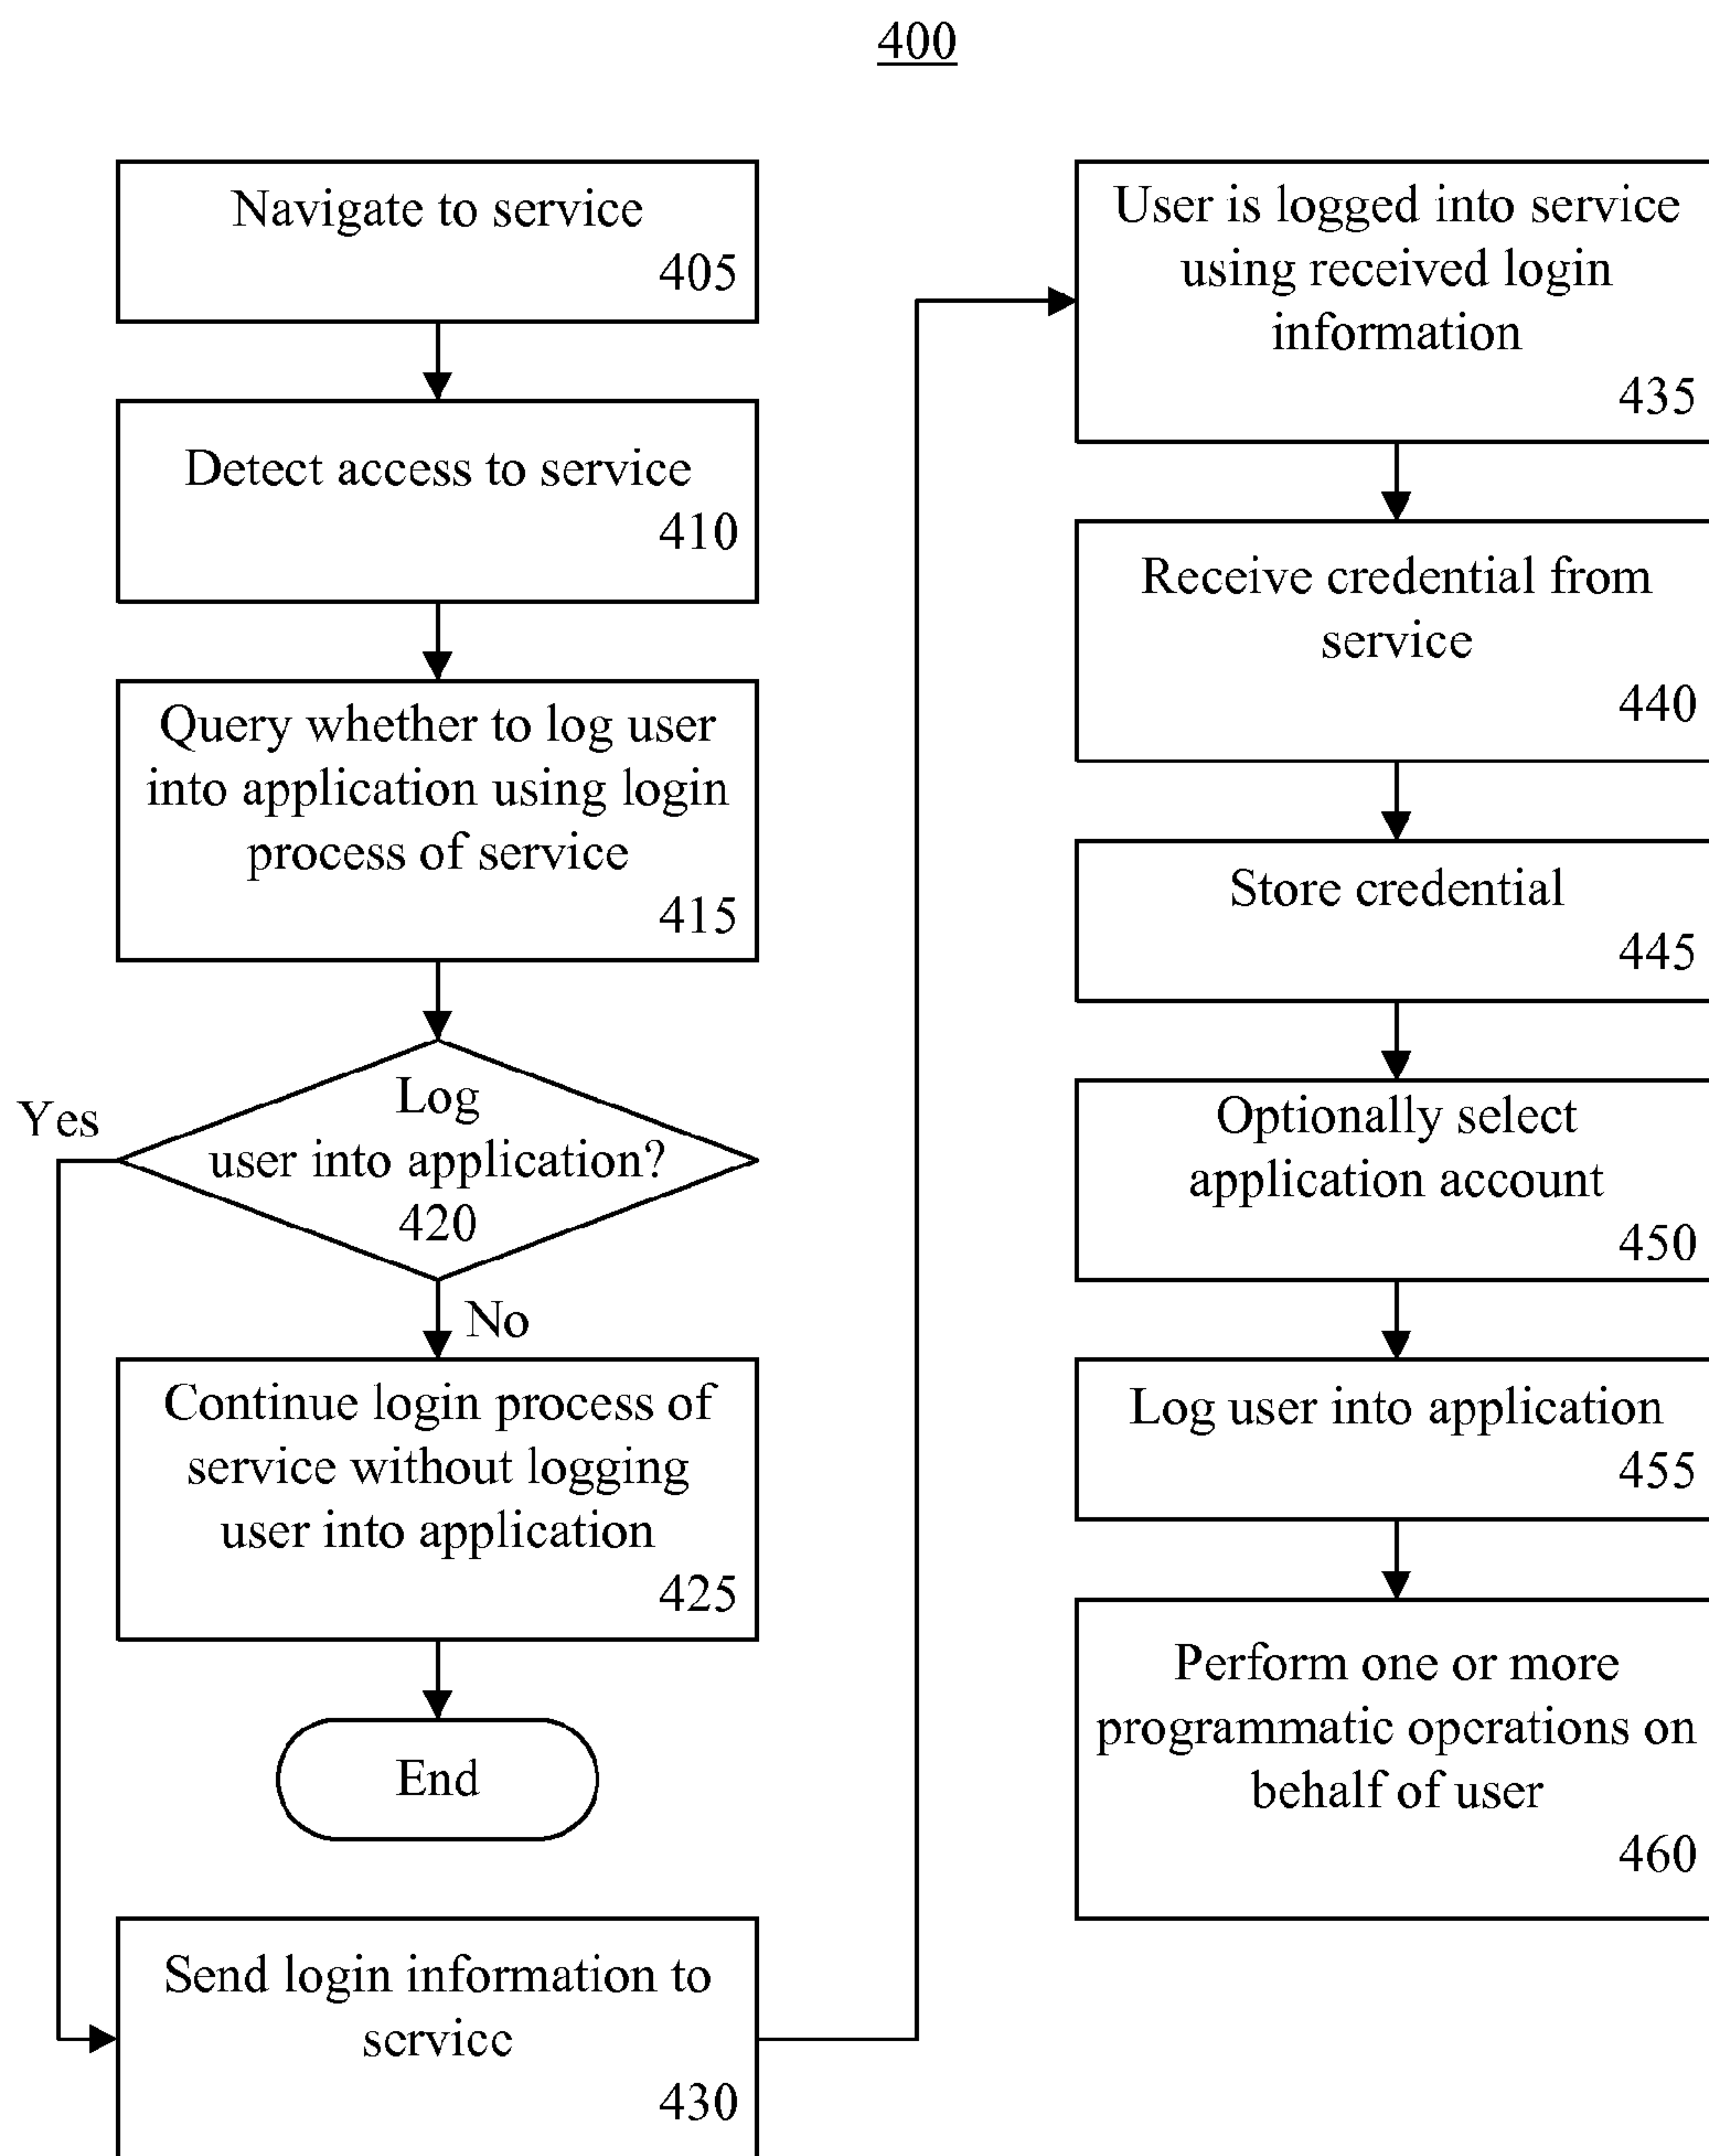 400
Navigate to service
405
Detect access to service
410
Query whether to log user
into application using login
process of service
415
Log
user into application?
420
Yes
No
Continue login process of
service without logging
user into application
425
End
Send login information to
service
430
User is logged into service
using received login
information
435
Receive credential from
service
440
Store credential
445
Optionally select
application account
450
Log user into application
455
Perform one or more
programmatic operations on
behalf of user
460